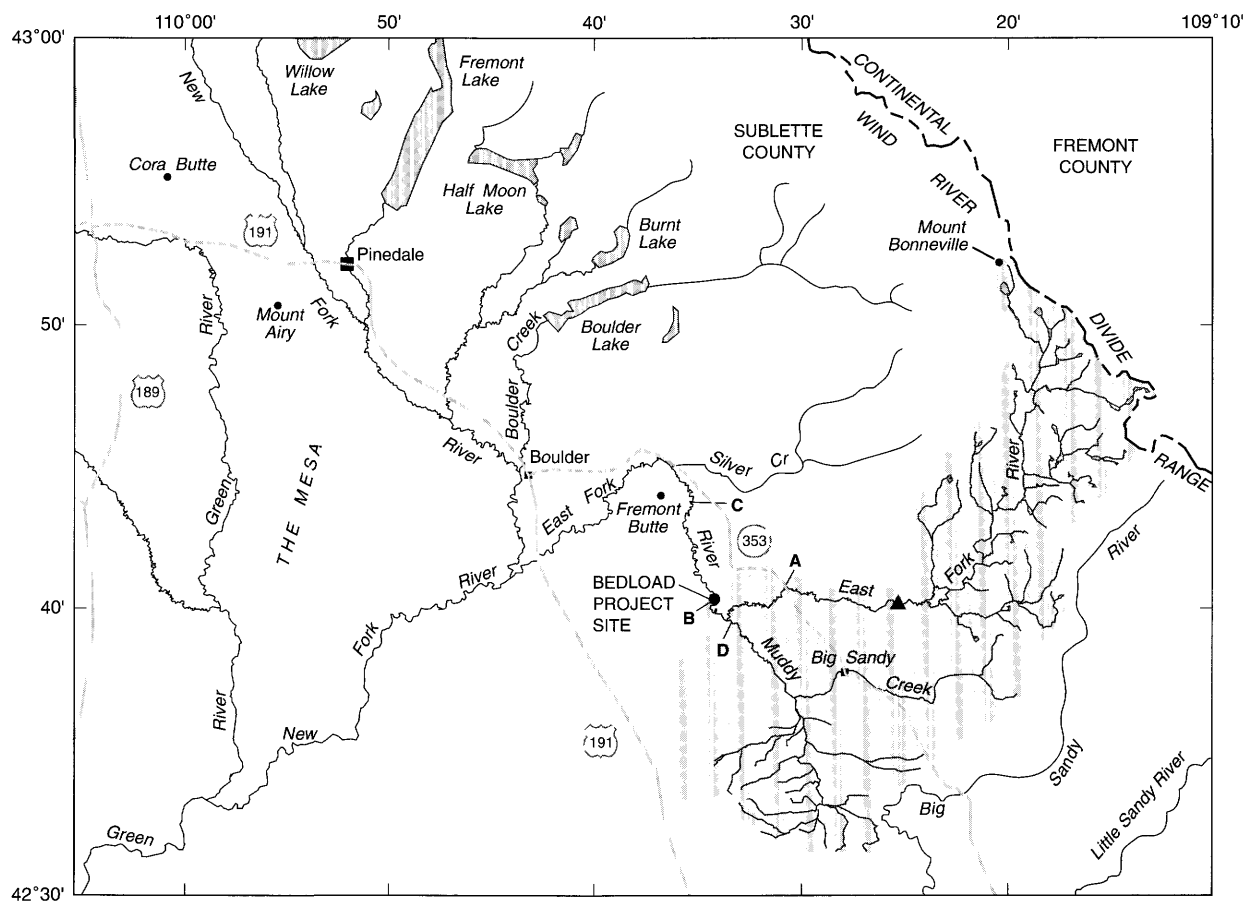 110°00'
50'
40'
30'
20'
109°10'
43°00'
Willow
Lake
Fremont
Lake
New
CONTINENTAL
WIND
SUBLETTE
COUNTY
FREMONT
COUNTY
Cora Butte
Half Moon
Lake
RIVER
191
Burnt
Lake
Mount
Bonneville
Pinedale
Mount
Airy
Fork
River
Creek
Boulder
Lake
50'
DIVIDE
189
Boulder
River
THE MESA
Boulder
Silver Cr
River
RANGE
Green
East Fork
Fremont
Butte
C
River
353
River
A
Fork
BEDLOAD
PROJECT
SITE
East
River
40'
B
D
Muddy
Big Sandy
Creek
Fork
River
New
191
Sandy
Big
Little Sandy River
Green
42°30'